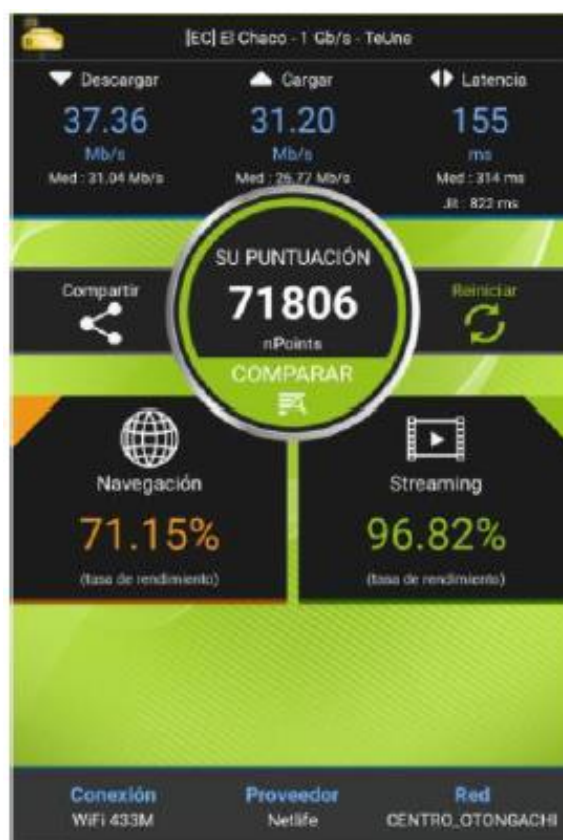 [EC] El Chaco - 1 Gb/s - TeUne
Descargar
37.36
Mb/s
Med : 31.04 Mb/s
Cargar
31.20
Mb/s
Med : 26.77 Mb/s
Latencia
155
ms
Med : 314 ms
Jit : 822 ms
Compartir
SU PUNTUACIÓN
71806
nPoints
COMPARAR
Reiniciar
Navegación
71.15%
(tasa de rendimiento)
Streaming
96.82%
(tasa de rendimiento)
Conexión
WiFi 433M
Proveedor
Netlife
Red
CENTRO_OTONGACHI